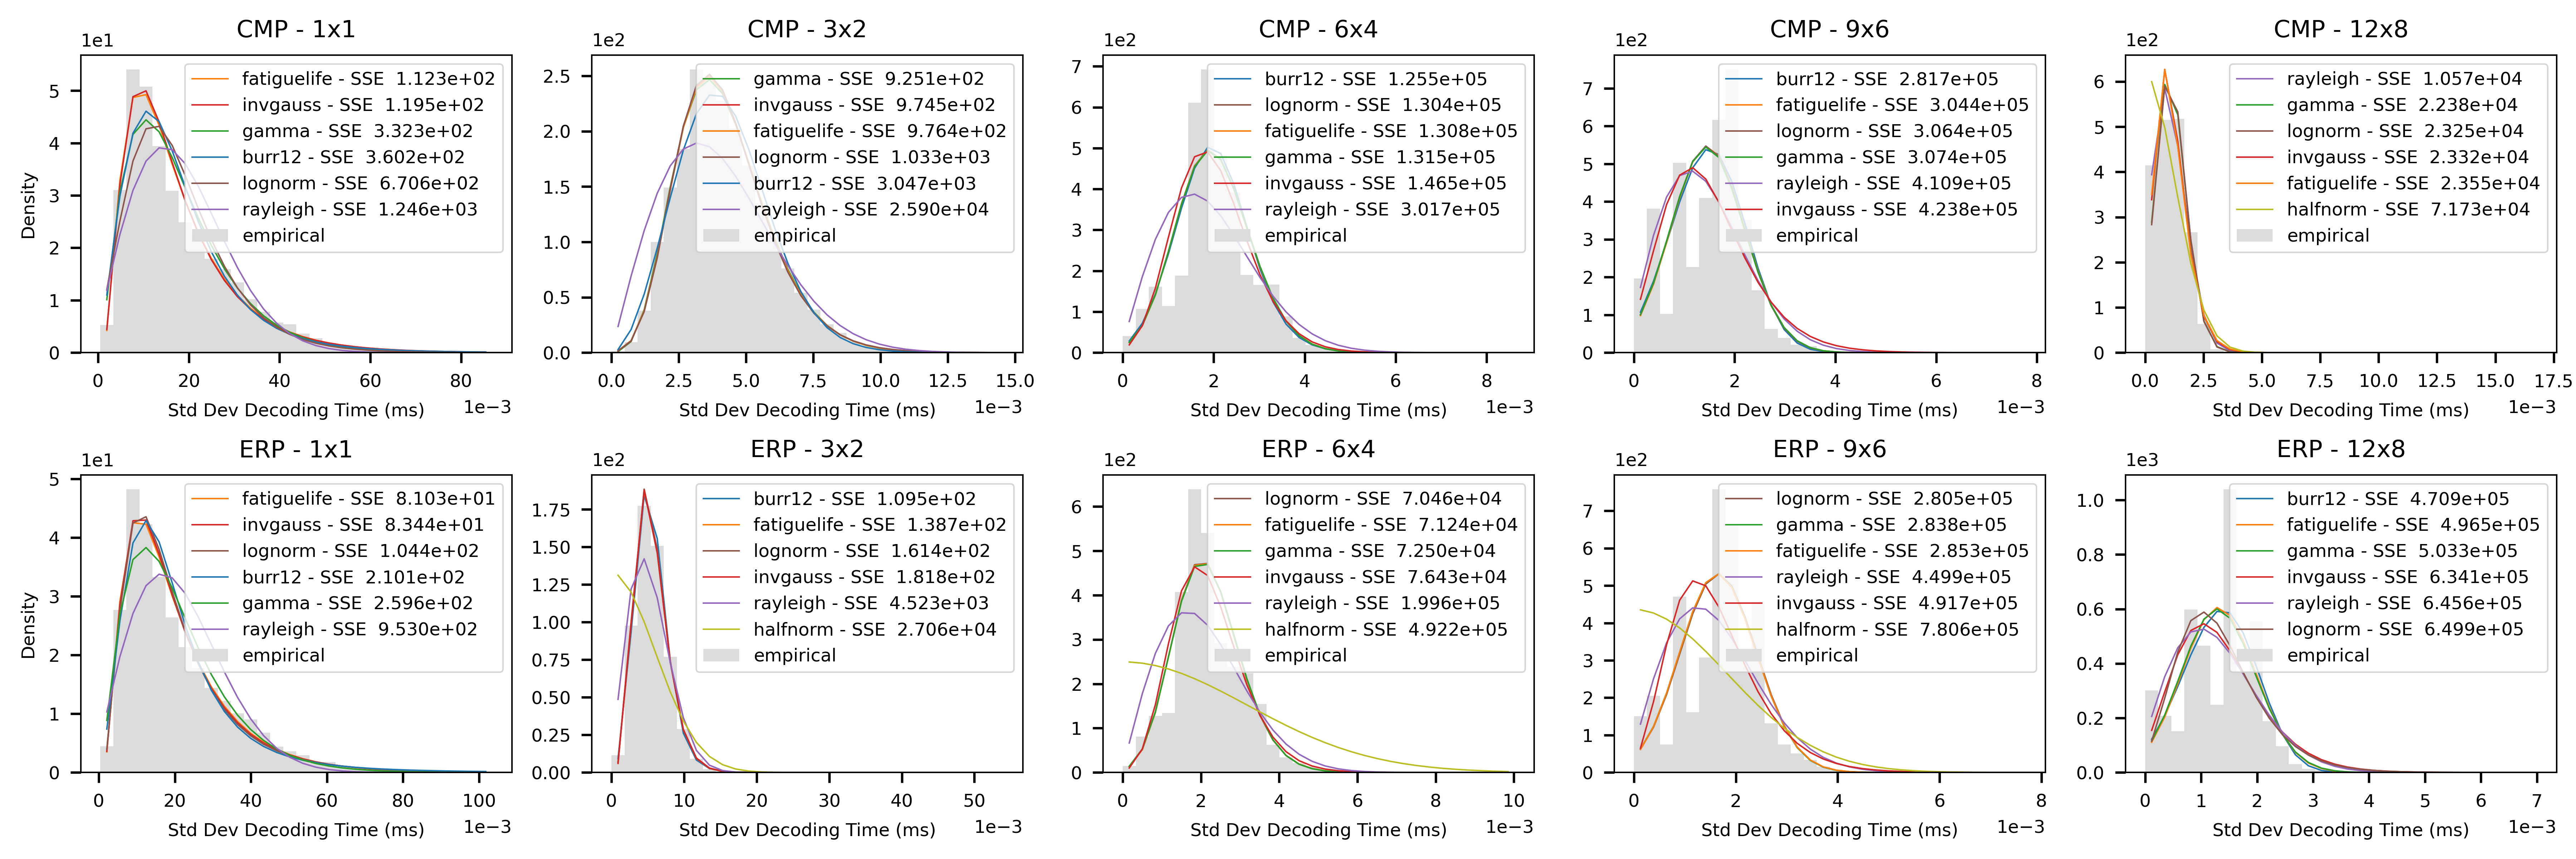 CMP - 1x1
1e1
fatiguelife - SSE 1.123e+02
invgauss - SSE 1.195e+02
gamma - SSE 3.323e+02
burr12 - SSE 3.602e+02
lognorm - SSE 6.706e+02
rayleigh - SSE 1.246e+03
empirical
Density
5
4
3
2
1
0
0 20 40 60 80
Std Dev Decoding Time (ms) 1e−3
CMP - 3x2
1e2
gamma - SSE 9.251e+02
invgauss - SSE 9.745e+02
fatiguelife - SSE 9.764e+02
lognorm - SSE 1.033e+03
burr12 - SSE 3.047e+03
rayleigh - SSE 2.590e+04
empirical
2.5
2.0
1.5
1.0
0.5
0.0
0.0 2.5 5.0 7.5 10.0 12.5 15.0
Std Dev Decoding Time (ms) 1e−3
CMP - 6x4
1e2
burr12 - SSE 1.255e+05
lognorm - SSE 1.304e+05
fatiguelife - SSE 1.308e+05
gamma - SSE 1.315e+05
invgauss - SSE 1.465e+05
rayleigh - SSE 3.017e+05
empirical
7
6
5
4
3
2
1
0
0 2 4 6 8
Std Dev Decoding Time (ms) 1e−3
CMP - 9x6
1e2
burr12 - SSE 2.817e+05
fatiguelife - SSE 3.044e+05
lognorm - SSE 3.064e+05
gamma - SSE 3.074e+05
rayleigh - SSE 4.109e+05
invgauss - SSE 4.238e+05
empirical
7
6
5
4
3
2
1
0
0 2 4 6 8
Std Dev Decoding Time (ms) 1e−3
CMP - 12x8
1e2
rayleigh - SSE 1.057e+04
gamma - SSE 2.238e+04
lognorm - SSE 2.325e+04
invgauss - SSE 2.332e+04
fatiguelife - SSE 2.355e+04
halfnorm - SSE 7.173e+04
empirical
6
5
4
3
2
1
0
0.0 2.5 5.0 7.5 10.0 12.5 15.0 17.5
Std Dev Decoding Time (ms) 1e−3
ERP - 1x1
1e1
fatiguelife - SSE 8.103e+01
invgauss - SSE 8.344e+01
lognorm - SSE 1.044e+02
burr12 - SSE 2.101e+02
gamma - SSE 2.596e+02
rayleigh - SSE 9.530e+02
empirical
Density
5
4
3
2
1
0
0 20 40 60 80 100
Std Dev Decoding Time (ms) 1e−3
ERP - 3x2
1e2
burr12 - SSE 1.095e+02
fatiguelife - SSE 1.387e+02
lognorm - SSE 1.614e+02
invgauss - SSE 1.818e+02
rayleigh - SSE 4.523e+03
halfnorm - SSE 2.706e+04
empirical
1.75
1.50
1.25
1.00
0.75
0.50
0.25
0.00
0 10 20 30 40 50
Std Dev Decoding Time (ms) 1e−3
ERP - 6x4
1e2
lognorm - SSE 7.046e+04
fatiguelife - SSE 7.124e+04
gamma - SSE 7.250e+04
invgauss - SSE 7.643e+04
rayleigh - SSE 1.996e+05
halfnorm - SSE 4.922e+05
empirical
6
5
4
3
2
1
0
0 2 4 6 8 10
Std Dev Decoding Time (ms) 1e−3
ERP - 9x6
1e2
lognorm - SSE 2.805e+05
gamma - SSE 2.838e+05
fatiguelife - SSE 2.853e+05
rayleigh - SSE 4.499e+05
invgauss - SSE 4.917e+05
halfnorm - SSE 7.806e+05
empirical
7
6
5
4
3
2
1
0
0 2 4 6 8
Std Dev Decoding Time (ms) 1e−3
ERP - 12x8
1e3
burr12 - SSE 4.709e+05
fatiguelife - SSE 4.965e+05
gamma - SSE 5.033e+05
invgauss - SSE 6.341e+05
rayleigh - SSE 6.456e+05
lognorm - SSE 6.499e+05
empirical
1.0
0.8
0.6
0.4
0.2
0.0
0 1 2 3 4 5 6 7
Std Dev Decoding Time (ms) 1e−3